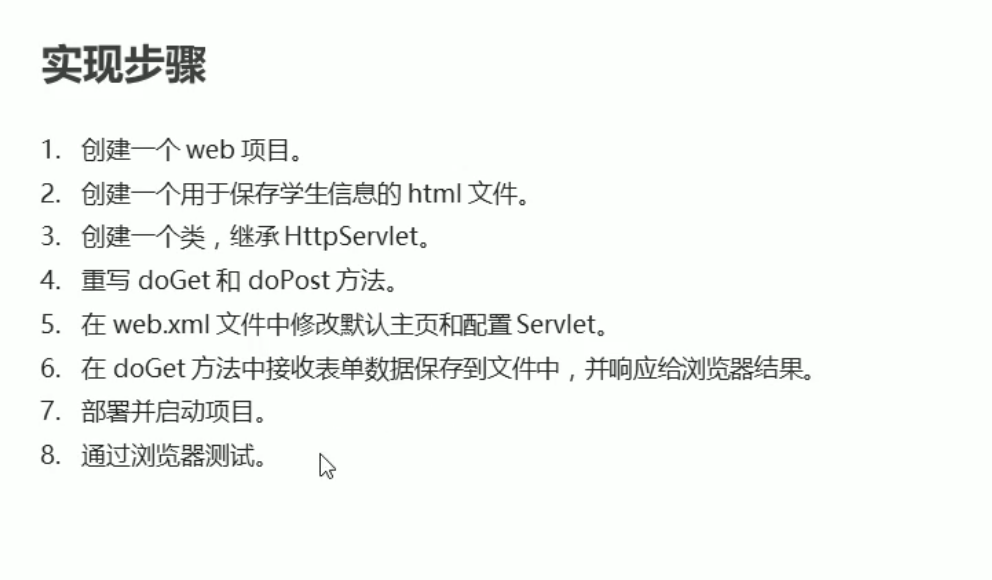 实现步骤
1. 创建一个 web 项目。
2. 创建一个用于保存学生信息的 html 文件。
3. 创建一个类，继承 HttpServlet。
4. 重写 doGet 和 doPost 方法。
5. 在 web.xml 文件中修改默认主页和配置 Servlet。
6. 在 doGet 方法中接收表单数据保存到文件中，并响应给浏览器结果。
7. 部署并启动项目。
8. 通过浏览器测试。